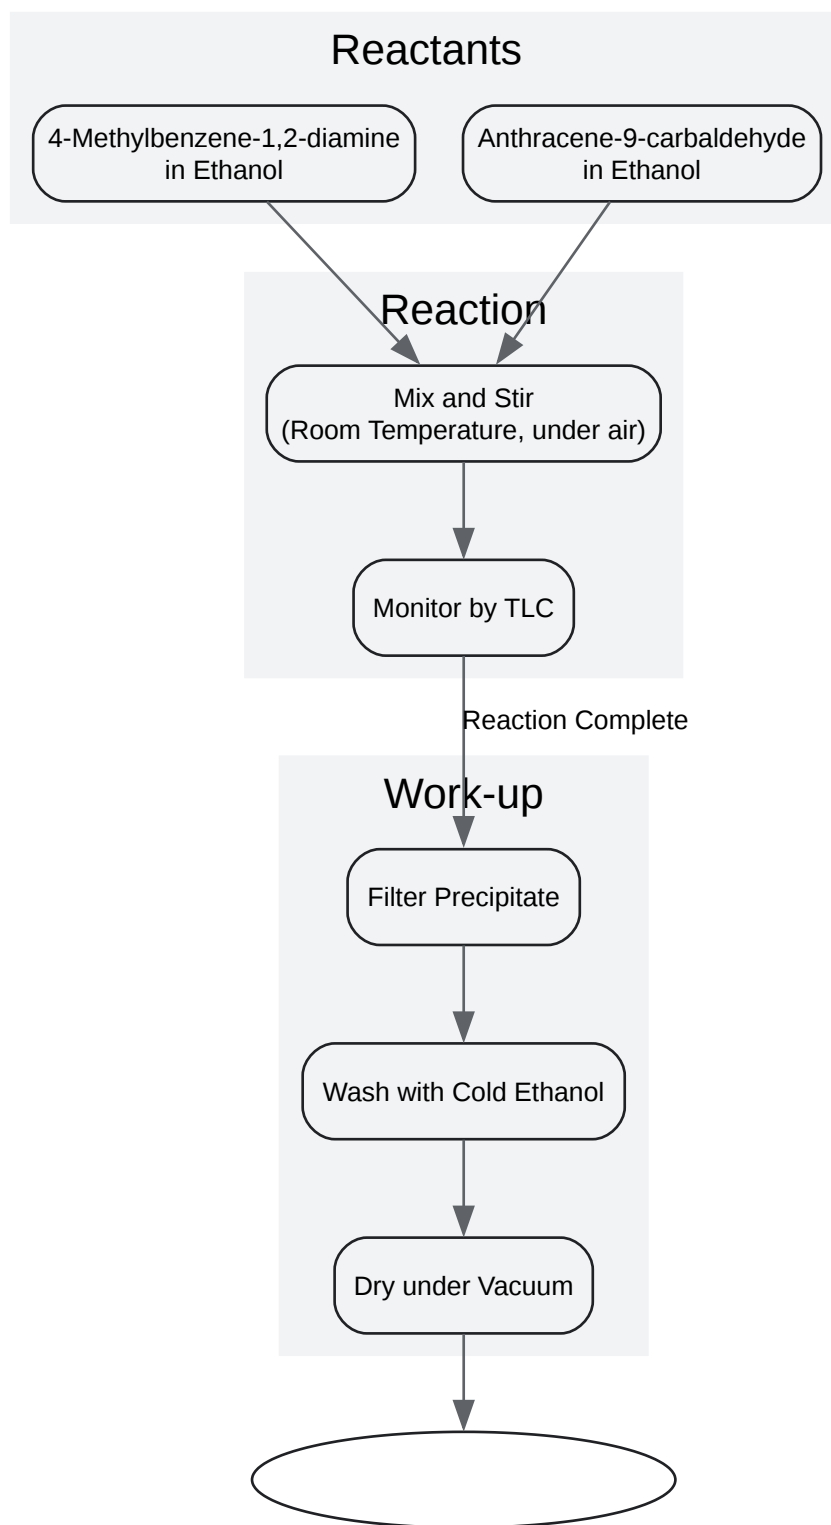 Reactants
4-Methylbenzene-1,2-diamine
in Ethanol
Anthracene-9-carbaldehyde
in Ethanol
Reaction
Mix and Stir
(Room Temperature, under air)
Monitor by TLC
Reaction Complete
Work-up
Filter Precipitate
Wash with Cold Ethanol
Dry under Vacuum